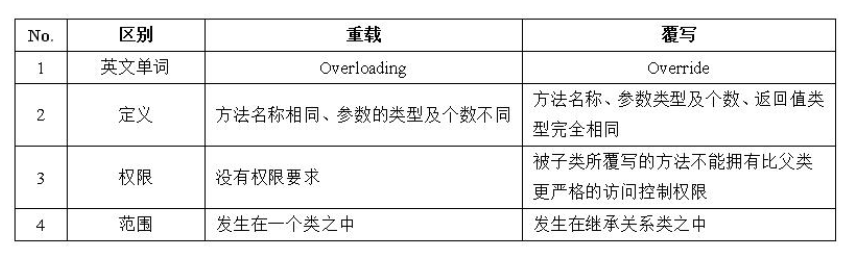 No. 区别 重载 覆写
1 英文单词 Overloading Override
2 定义 方法名称相同、参数的类型及个数不同 方法名称、参数类型及个数、返回值类
型完全相同
3 权限 没有权限要求 被子类所覆写的方法不能拥有比父类
更严格的访问控制权限
4 范围 发生在一个类之中 发生在继承关系类之中